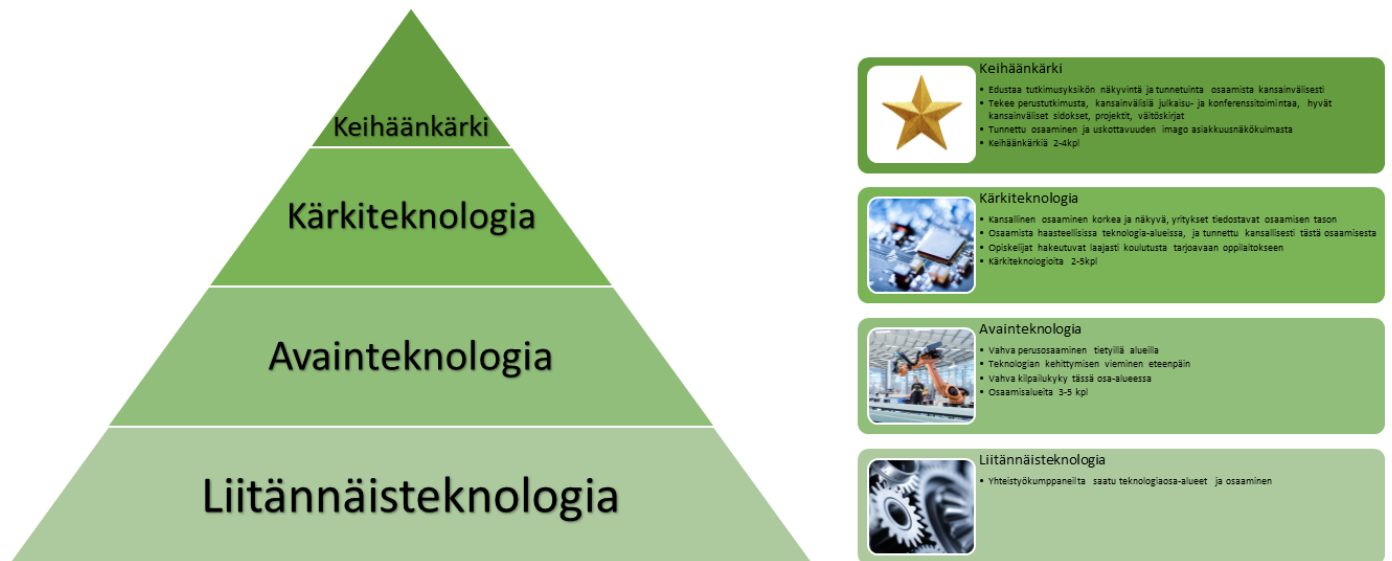 Keihäänkärki
Kärkiteknologia
Avainteknologia
Liitännäisteknologia
Keihäänkärki
• Edustaa tutkimusyksikön näkyvintä ja tunnetuinta osaamista kansainvälisesti
• Tekee perustutkimusta, kansainvälisiä julkaisu- ja konferenssitoimintaa, hyvät
kansainväliset sidokset, projektit, väitöskirjat
• Tunnettu osaaminen ja uskottavuuden imago asiakkuusnäkökulmasta
• Keihäänkärkiä 2-4kpl
Kärkiteknologia
• Kansallinen osaaminen korkea ja näkyvä, yritykset tiedostavat osaamisen tason
• Osaamista haasteellisissa teknologia-alueissa, ja tunnettu kansallisesti tästä osaamisesta
• Opiskelijat hakeutuvat laajasti koulutusta tarjoavaan oppilaitokseen
• Kärkiteknologioita 2-5kpl
Avainteknologia
• Vahva perusosaaminen tietyillä alueilla
• Teknologian kehittymisen vieminen eteenpäin
• Vahva kilpailukyky tässä osa-alueessa
• Osaamisalueita 3-5 kpl
Liitännäisteknologia
• Yhteistyökumppaneilta saatu teknologiaosa-alueet ja osaaminen